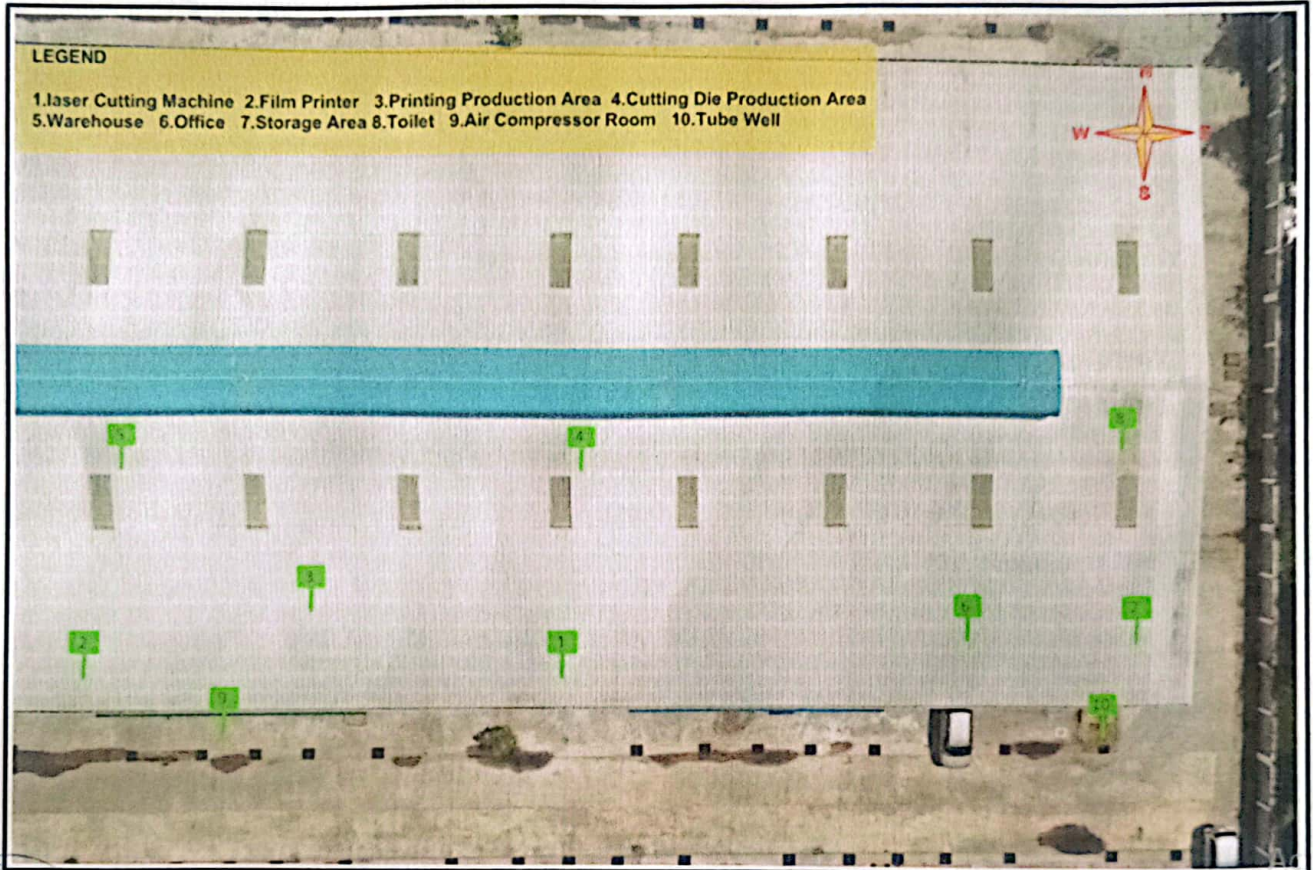 LEGEND
1.laser Cutting Machine 2.Film Printer 3.Printing Production Area 4.Cutting Die Production Area
5.Warehouse 6.Office 7.Storage Area 8.Toilet 9.Air Compressor Room 10.Tube Well
N
W E
S
8
5 4
3
6 7
2 1
9 10